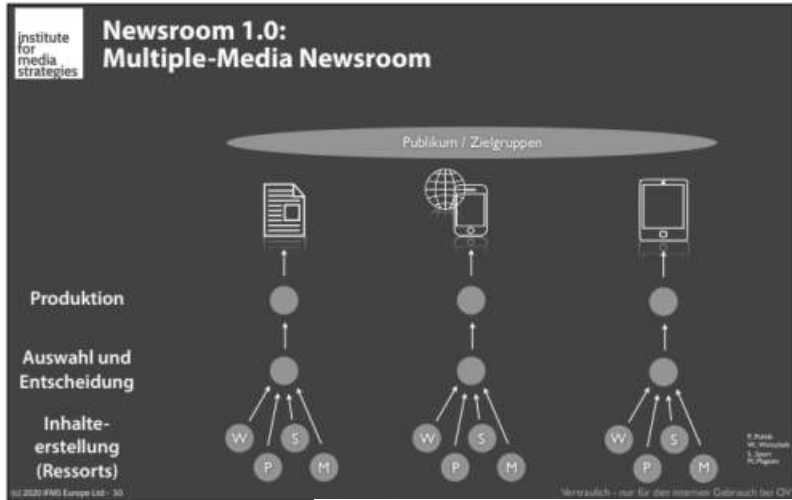 institute
for
media
strategies
Newsroom 1.0:
Multiple-Media Newsroom
Publikum / Zielgruppen
Produktion
Auswahl und
Entscheidung
Inhalte-
erstellung
(Ressorts)
W S
P M
W S
P M
W S
P M
P: Politik
W: Wirtschaft
S: Sport
M: Magazin
(c) 2020 IFMS Europe Ltd - 30
Vertraulich - nur für den internen Gebrauch bei